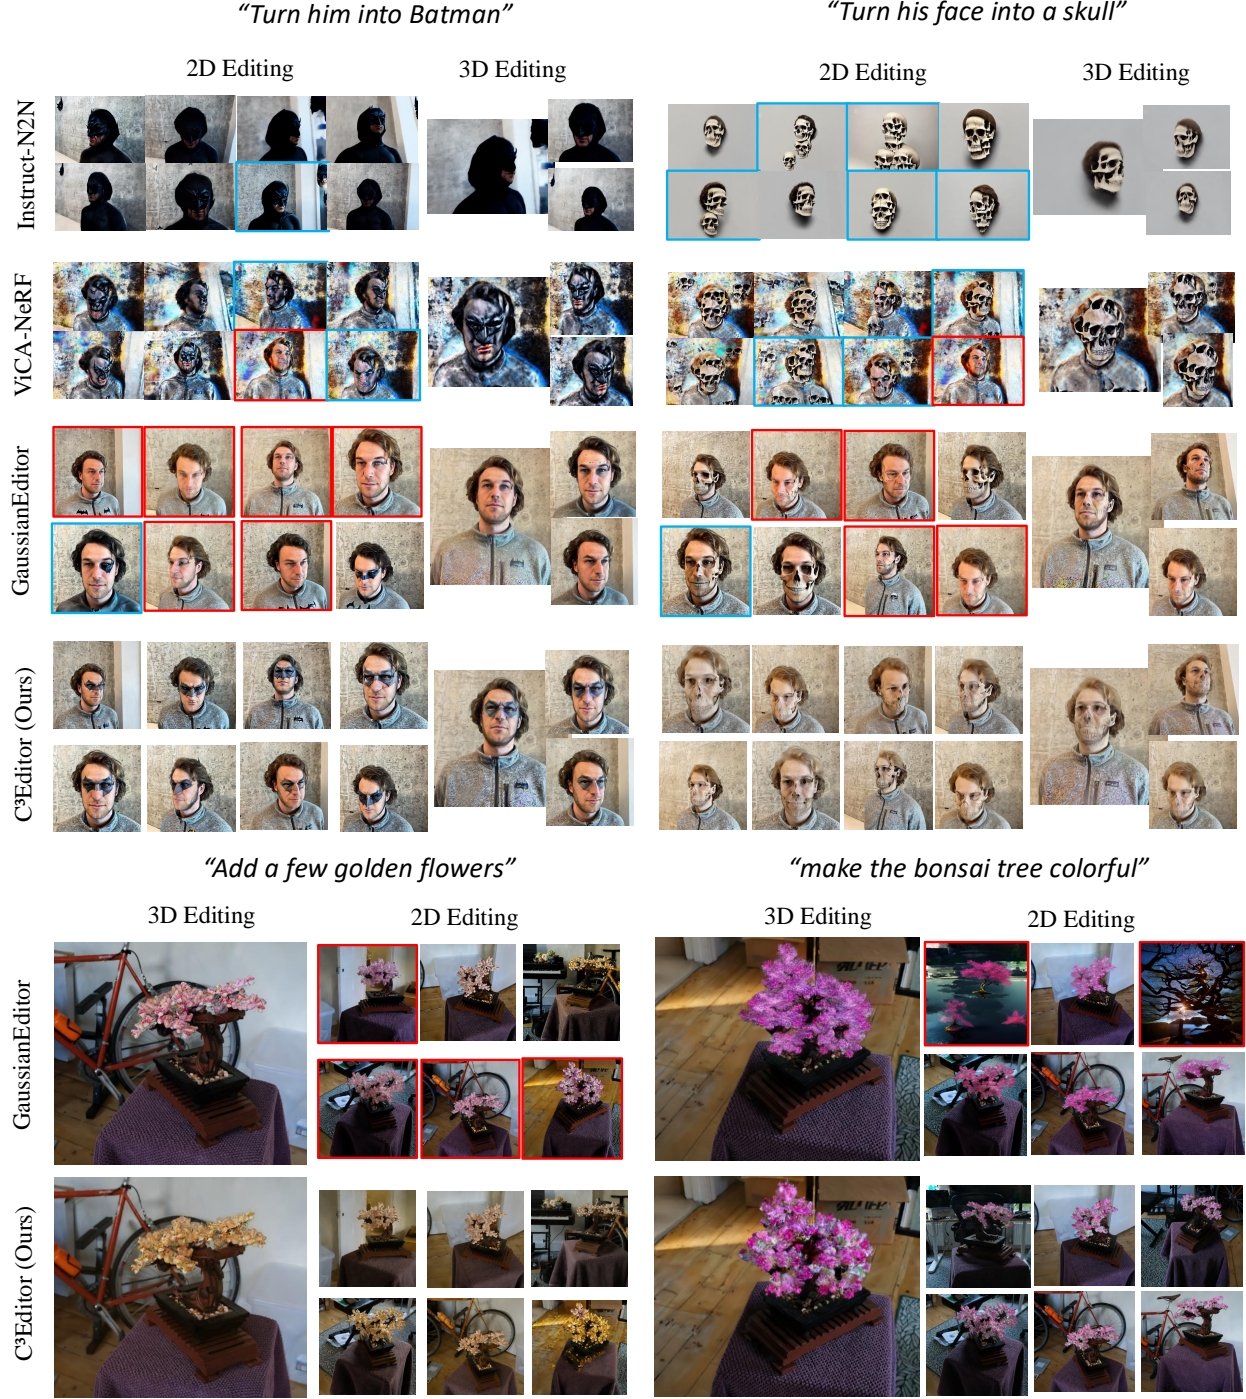 “Turn him into Batman”
“Turn his face into a skull”
2D Editing
3D Editing
2D Editing
3D Editing
Instruct-N2N
ViCA-NeRF
GaussianEditor
C³Editor (Ours)
“Add a few golden flowers”
“make the bonsai tree colorful”
3D Editing
2D Editing
3D Editing
2D Editing
GaussianEditor
C³Editor (Ours)